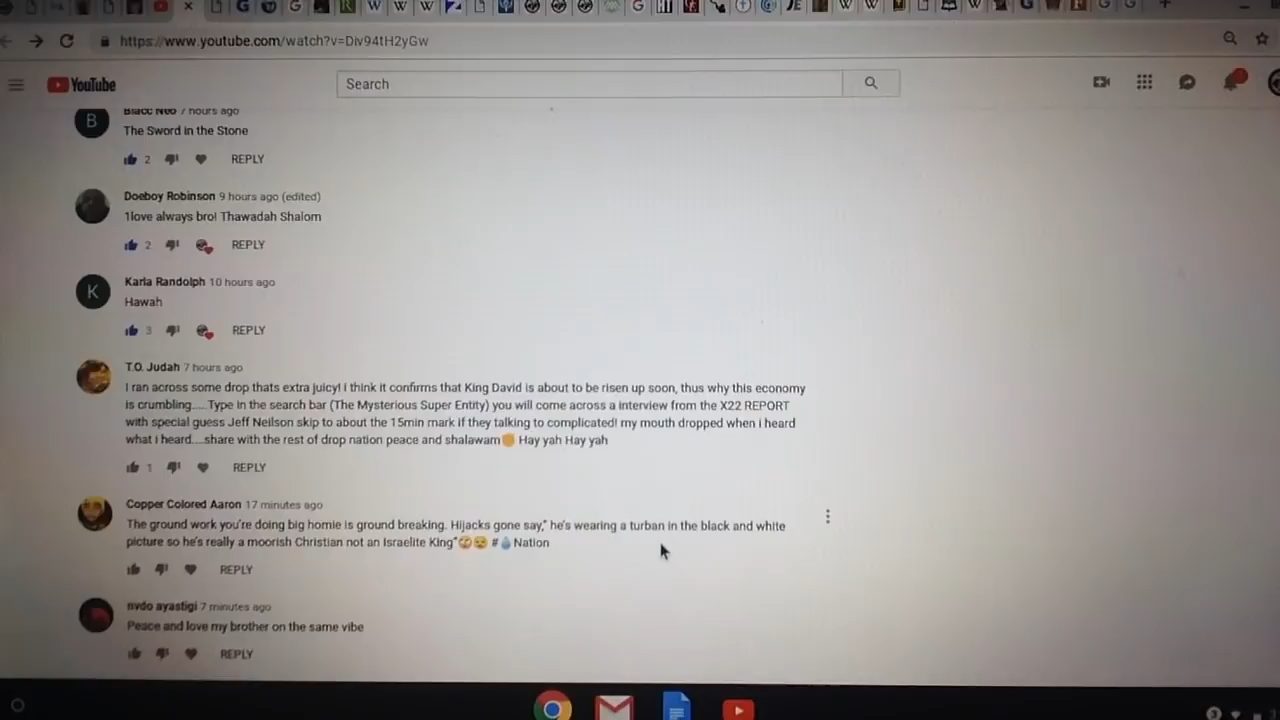 https://www.youtube.com/watch?v=Div94tH2yGw
YouTube
Search
Blacc Neo 7 hours ago
The Sword in the Stone
2 REPLY
Doeboy Robinson 9 hours ago (edited)
1love always bro! Thawadah Shalom
2 REPLY
Karla Randolph 10 hours ago
Hawah
3 REPLY
T.O. Judah 7 hours ago
I ran across some drop thats extra juicy! i think it confirms that King David is about to be risen up soon, thus why this economy
is crumbling.... Type in the search bar (The Mysterious Super Entity) you will come across a interview from the X22 REPORT
with special guess Jeff Neilson skip to about the 15min mark if they talking to complicated! my mouth dropped when i heard
what i heard....share with the rest of drop nation peace and shalawam Hay yah Hay yah
1 REPLY
Copper Colored Aaron 17 minutes ago
The ground work you're doing big homie is ground breaking. Hijacks gone say," he's wearing a turban in the black and white
picture so he's really a moorish Christian not an Israelite King" # Nation
REPLY
nvdo ayastigi 7 minutes ago
Peace and love my brother on the same vibe
REPLY